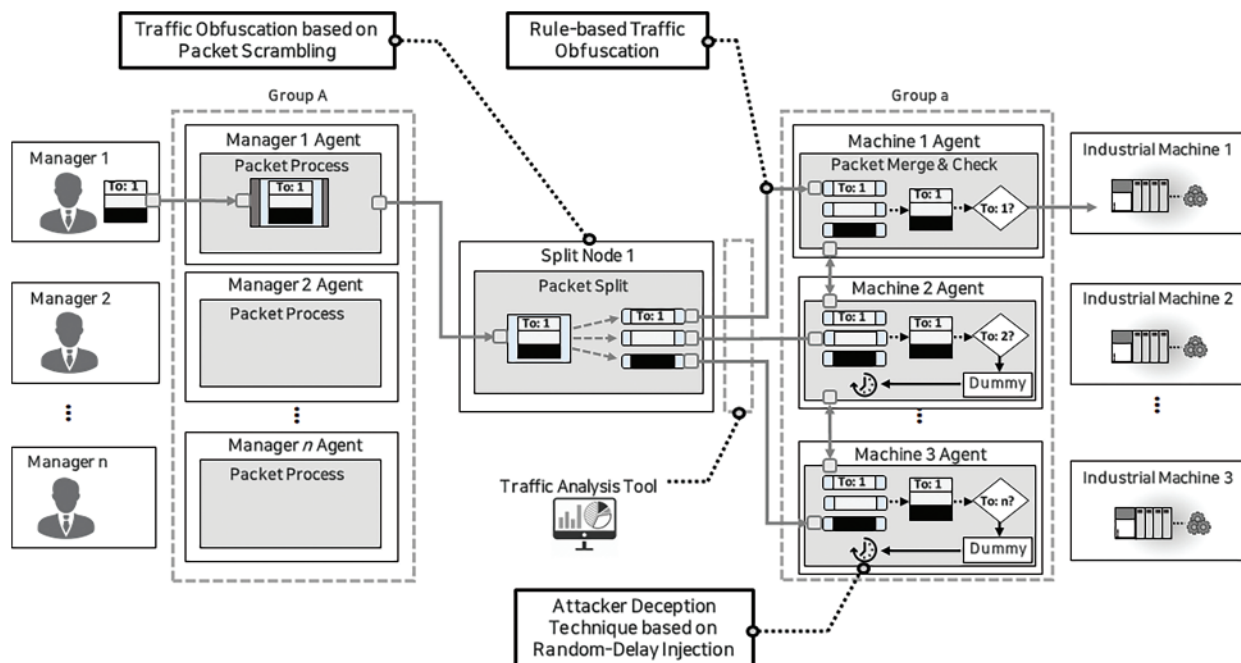 Traffic Obfuscation based on
Packet Scrambling
Rule-based Traffic
Obfuscation
Group A
Group a
Manager 1
To: 1
Manager 1 Agent
Packet Process
To: 1
Machine 1 Agent
Packet Merge & Check
To: 1
To: 1
To: 1?
Industrial Machine 1
Split Node 1
Packet Split
To: 1
To: 1
Manager 2
Manager 2 Agent
Packet Process
Machine 2 Agent
To: 1
To: 1
To: 2?
Dummy
Industrial Machine 2
Manager n
Manager n Agent
Packet Process
Traffic Analysis Tool
Machine 3 Agent
To: 1
To: 1
To: n?
Dummy
Industrial Machine 3
Attacker Deception
Technique based on
Random-Delay Injection